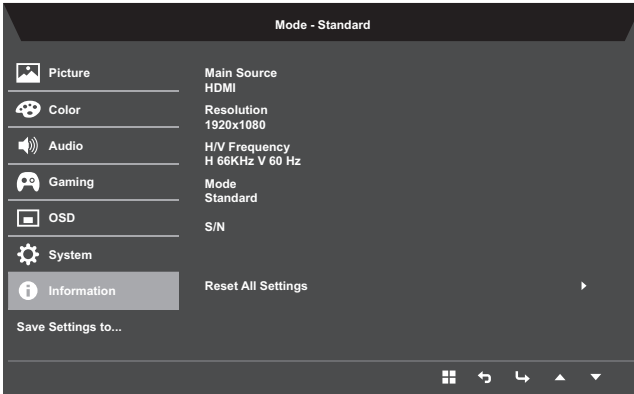 Mode - Standard
Picture
Color
Audio
Gaming
OSD
System
Information
Save Settings to...
Main Source
HDMI
Resolution
1920x1080
H/V Frequency
H 66KHz V 60 Hz
Mode
Standard
S/N
Reset All Settings